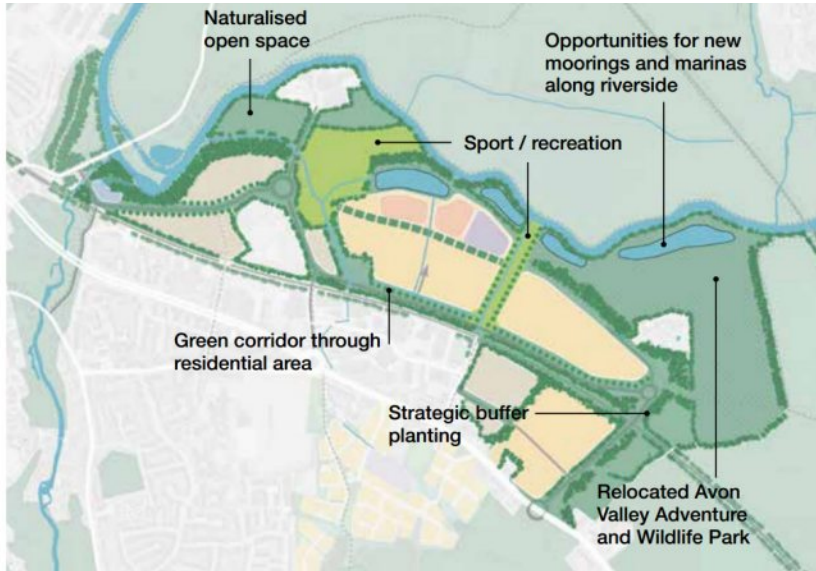 Naturalised
open space
Opportunities for new
moorings and marinas
along riverside
Sport / recreation
Green corridor through
residential area
Strategic buffer
planting
Relocated Avon
Valley Adventure
and Wildlife Park